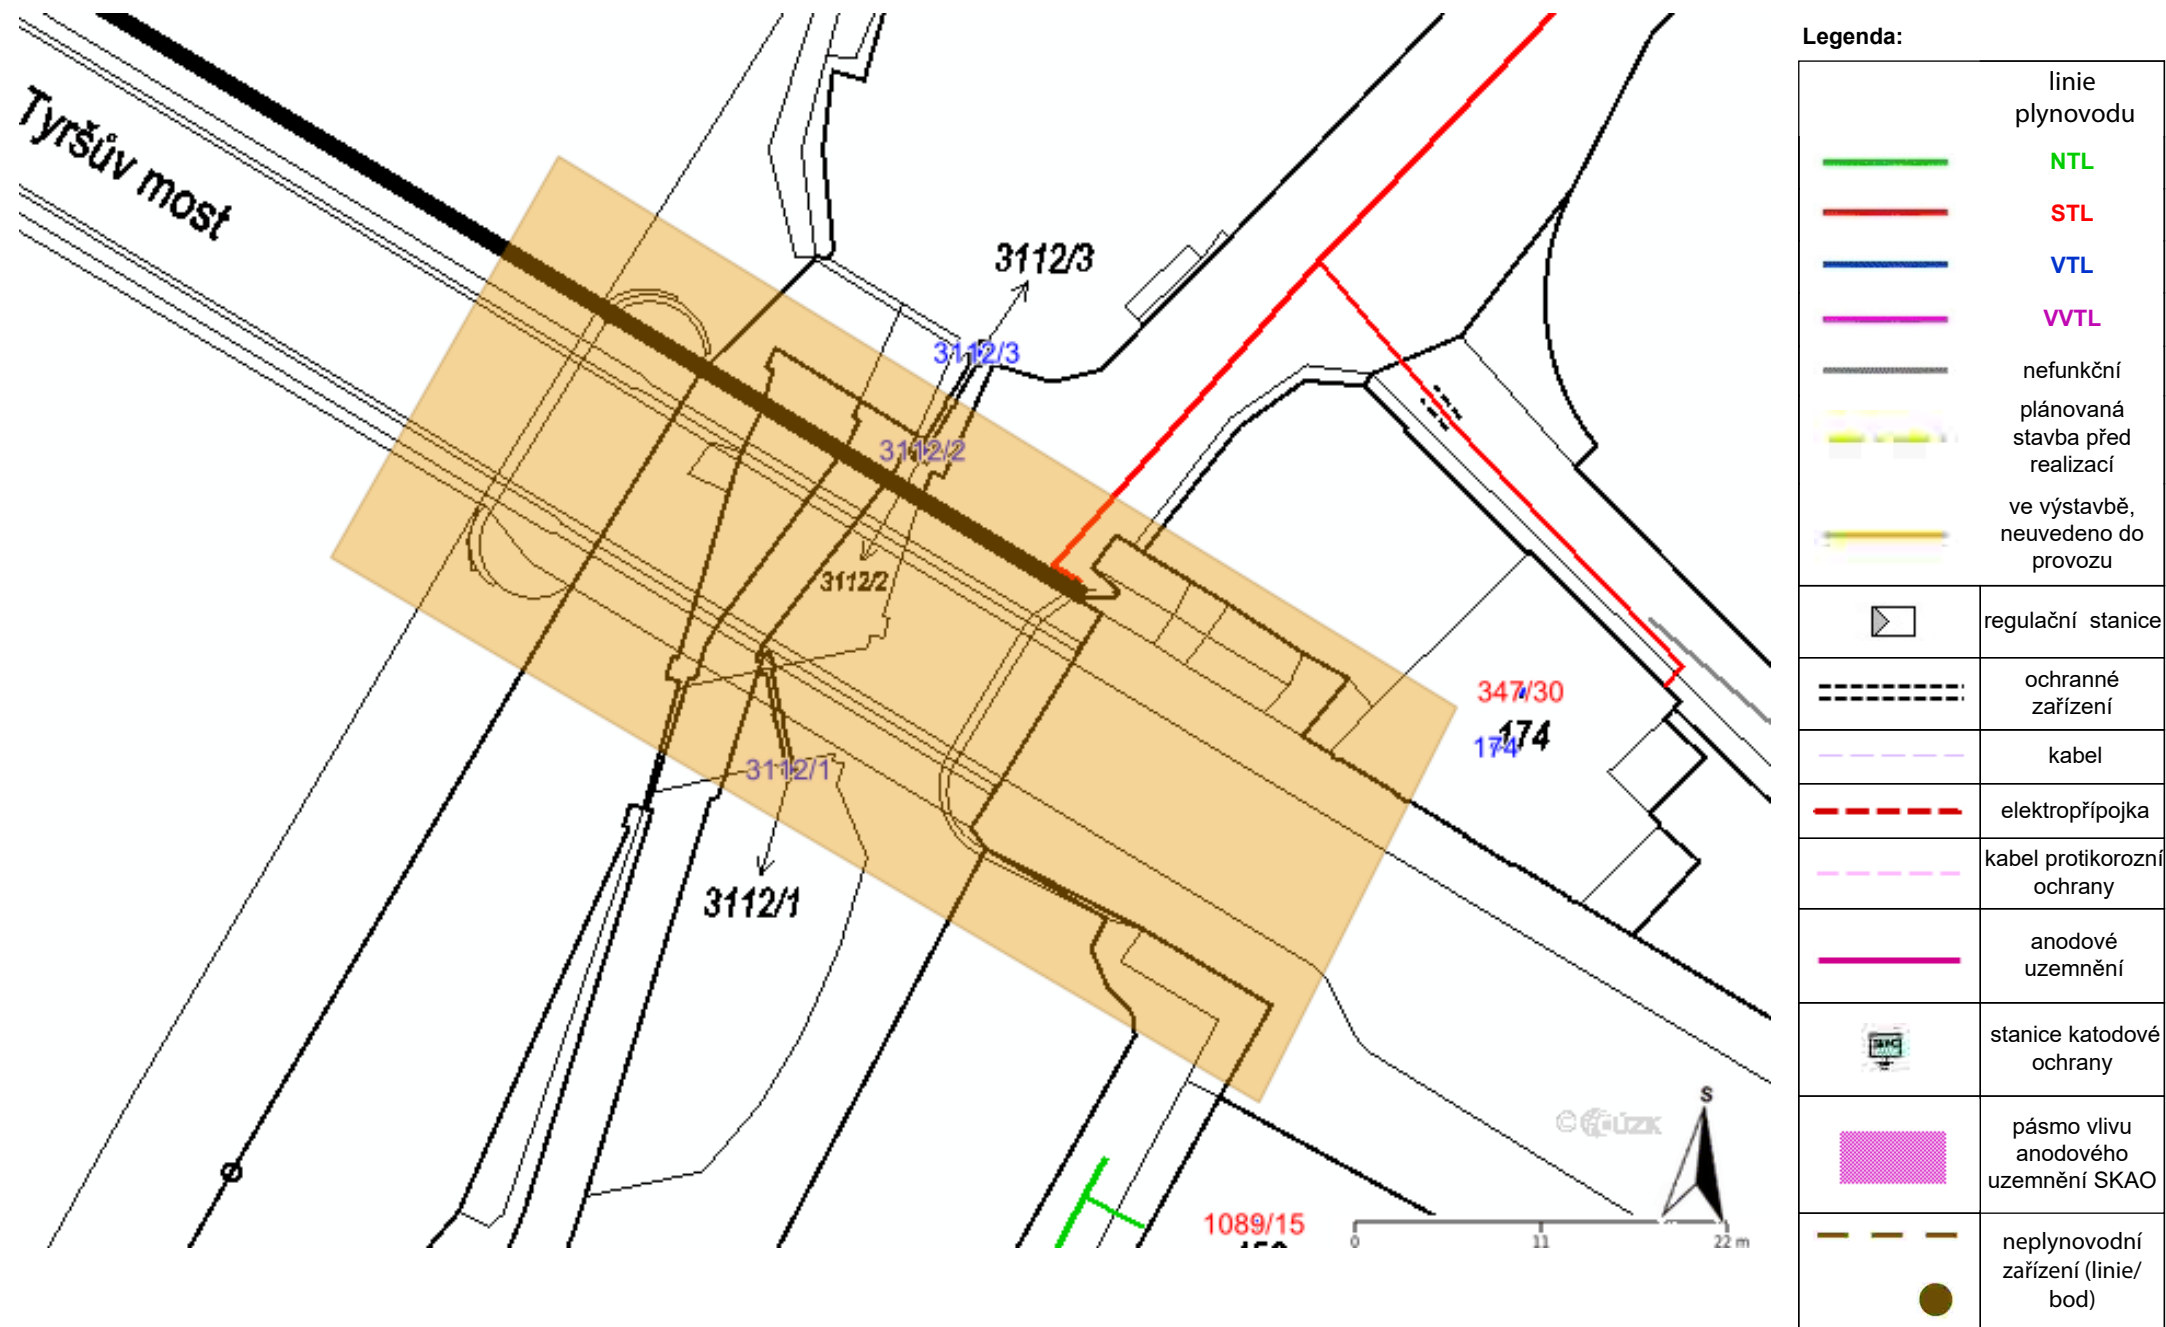 Tyršův most
3112/3
3112/3
3112/2
3112/2
3112/1
3112/1
347/30
174
174
1089/15
S
0 11 22 m
Legenda:
linie
plynovodu
NTL
STL
VTL
VVTL
nefunkční
plánovaná
stavba před
realizací
ve výstavbě,
neuvedeno do
provozu
regulační stanice
ochranné
zařízení
kabel
elektropřípojka
kabel protikorozní
ochrany
anodové
uzemnění
stanice katodové
ochrany
pásmo vlivu
anodového
uzemnění SKAO
neplynovodní
zařízení (linie/
bod)